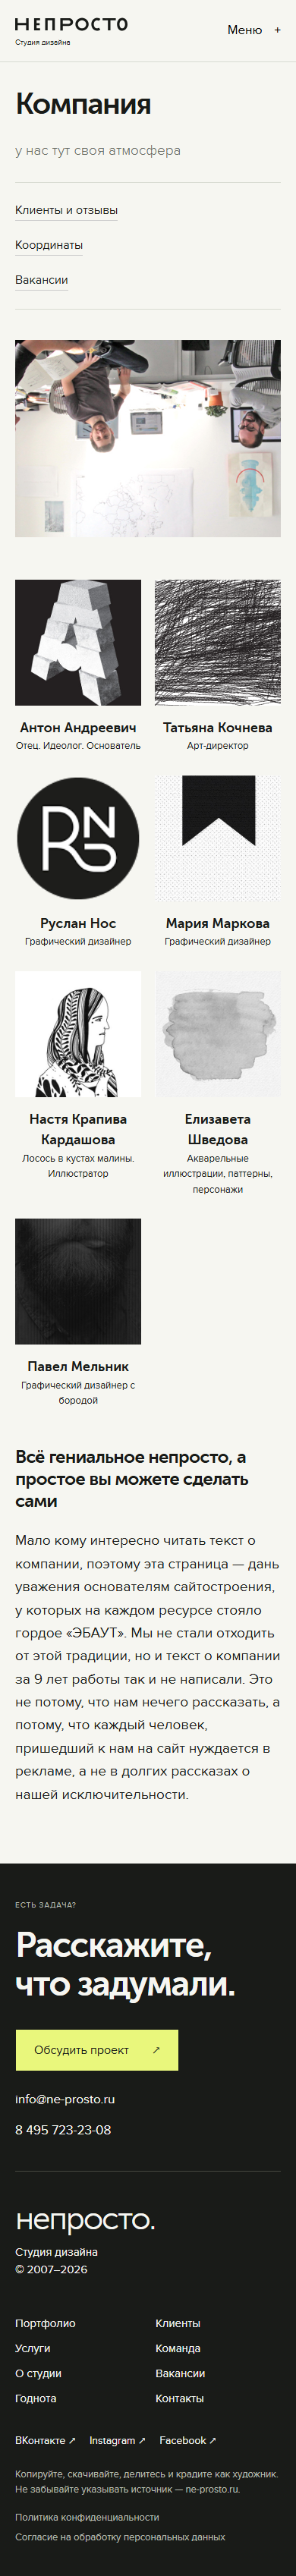 НЕПРОСТО
Студия дизайна
Меню +
Компания
у нас тут своя атмосфера
Клиенты и отзывы
Координаты
Вакансии
Антон Андреевич
Отец. Идеолог. Основатель
Татьяна Кочнева
Арт-директор
Руслан Нос
Графический дизайнер
Мария Маркова
Графический дизайнер
Настя Крапива
Кардашова
Лосось в кустах малины.
Иллюстратор
Елизавета
Шведова
Акварельные
иллюстрации, паттерны,
персонажи
Павел Мельник
Графический дизайнер с
бородой
Всё гениальное непросто, а
простое вы можете сделать
сами
Мало кому интересно читать текст о
компании, поэтому эта страница — дань
уважения основателям сайтостроения,
у которых на каждом ресурсе стояло
гордое «ЭБАУТ». Мы не стали отходить
от этой традиции, но и текст о компании
за 9 лет работы так и не написали. Это
не потому, что нам нечего рассказать, а
потому, что каждый человек,
пришедший к нам на сайт нуждается в
рекламе, а не в долгих рассказах о
нашей исключительности.
ЕСТЬ ЗАДАЧА?
Расскажите,
что задумали.
Обсудить проект ↗
info@ne-prosto.ru
8 495 723-23-08
непросто.
Студия дизайна
© 2007–2026
Портфолио
Услуги
О студии
Годнота
Клиенты
Команда
Вакансии
Контакты
ВКонтакте ↗ Instagram ↗ Facebook ↗
Копируйте, скачивайте, делитесь и крадите как художник.
Не забывайте указывать источник — ne-prosto.ru.
Политика конфиденциальности
Согласие на обработку персональных данных